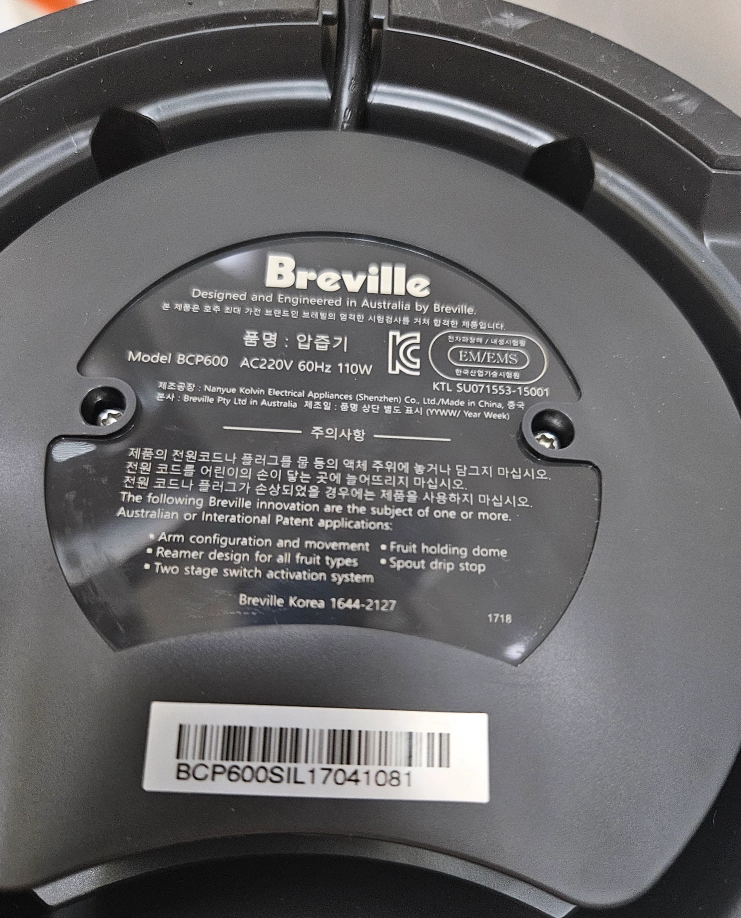 Breville
Designed and Engineered in Australia by Breville.
본 제품은 호주 최대 가전 브랜드인 브레빌의 엄격한 시험검사를 거쳐 합격한 제품입니다.
품명 : 압즙기
Model BCP600 AC220V 60Hz 110W
전자파장해 / 내성시험필
EM/EMS
한국산업기술시험원
KTL SU071553-15001
제조공장 : Nanyue Kolvin Electrical Appliances (Shenzhen) Co., Ltd./Made in China, 중국
본사 : Breville Pty Ltd in Australia 제조일 : 품명 상단 별도 표시 (YYWW/ Year Week)
주의사항
제품의 전원코드나 플러그를 물 등의 액체 주위에 놓거나 담그지 마십시오.
전원 코드를 어린이의 손이 닿는 곳에 늘어뜨리지 마십시오.
전원 코드나 플러그가 손상되었을 경우에는 제품을 사용하지 마십시오.
The following Breville innovation are the subject of one or more.
Australian or Interational Patent applications:
• Arm configuration and movement • Fruit holding dome
• Reamer design for all fruit types • Spout drip stop
• Two stage switch activation system
Breville Korea 1644-2127
1718
BCP600SIL17041081